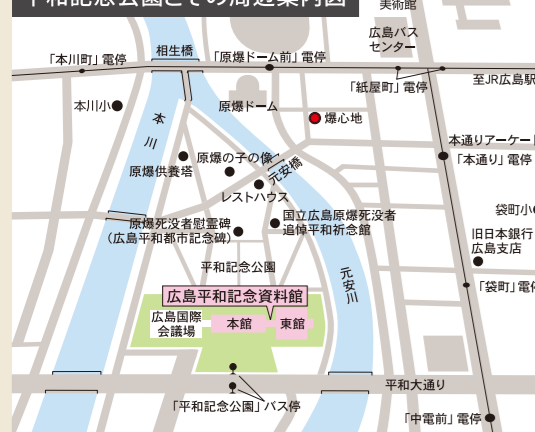 平和記念公園とその周辺案内図
美術館
広島バス
センター
相生橋
「本川町」電停
「原爆ドーム前」電停
「紙屋町」電停
至JR広島駅
本川小
本川
原爆ドーム
爆心地
本通りアーケード
「本通り」電停
原爆の子の像
元安橋
原爆供養塔
レストハウス
袋町小
国立広島原爆死没者
追悼平和祈念館
原爆死没者慰霊碑
(広島平和都市記念碑)
旧日本銀行
広島支店
平和記念公園
元安川
「袋町」電停
広島平和記念資料館
広島国際
会議場
本館
東館
平和大通り
「平和記念公園」バス停
「中電前」電停